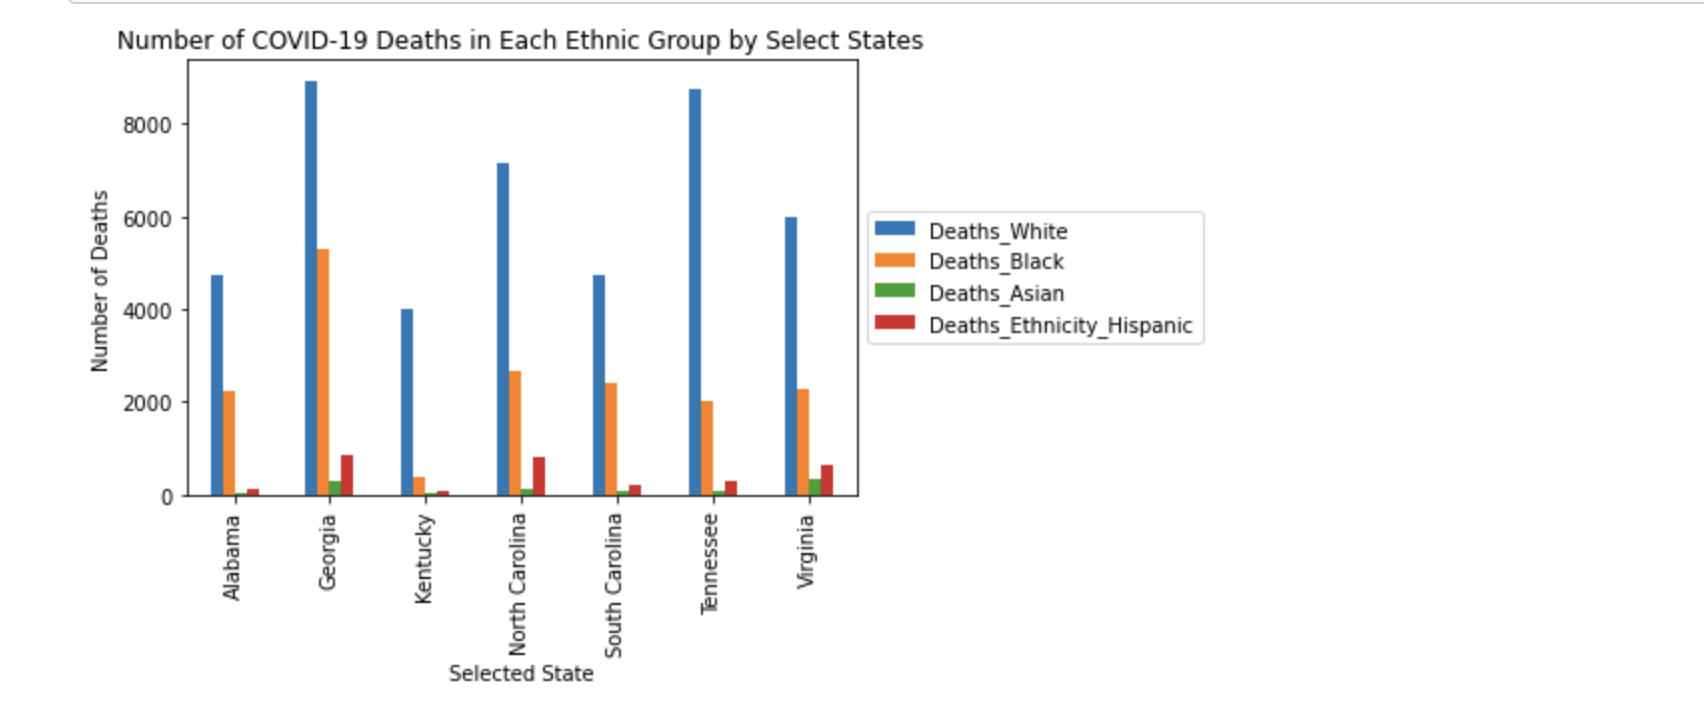 Number of COVID-19 Deaths in Each Ethnic Group by Select States
Number of Deaths
8000
6000
4000
2000
0
Alabama
Georgia
Kentucky
North Carolina
South Carolina
Tennessee
Virginia
Selected State
Deaths_White
Deaths_Black
Deaths_Asian
Deaths_Ethnicity_Hispanic